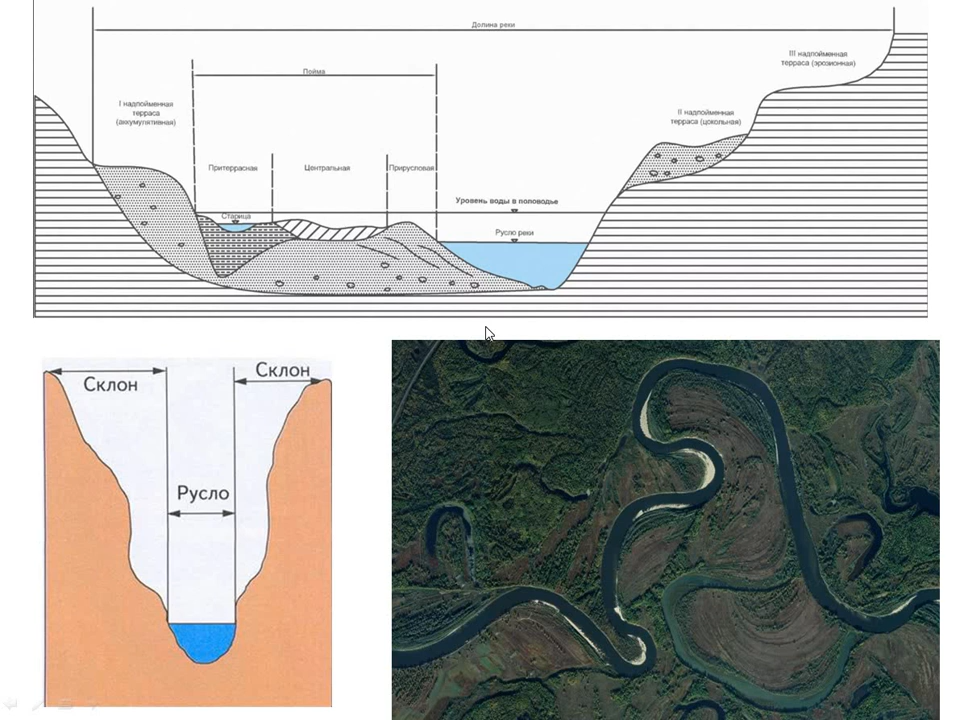 Долина реки
III надпойменная
терраса (эрозионная)
Пойма
I надпойменная
терраса
(аккумулятивная)
II надпойменная
терраса (цокольная)
Притеррасная
Центральная
Прирусловая
Уровень воды в половодье
Старица
Русло реки
Склон
Склон
Русло